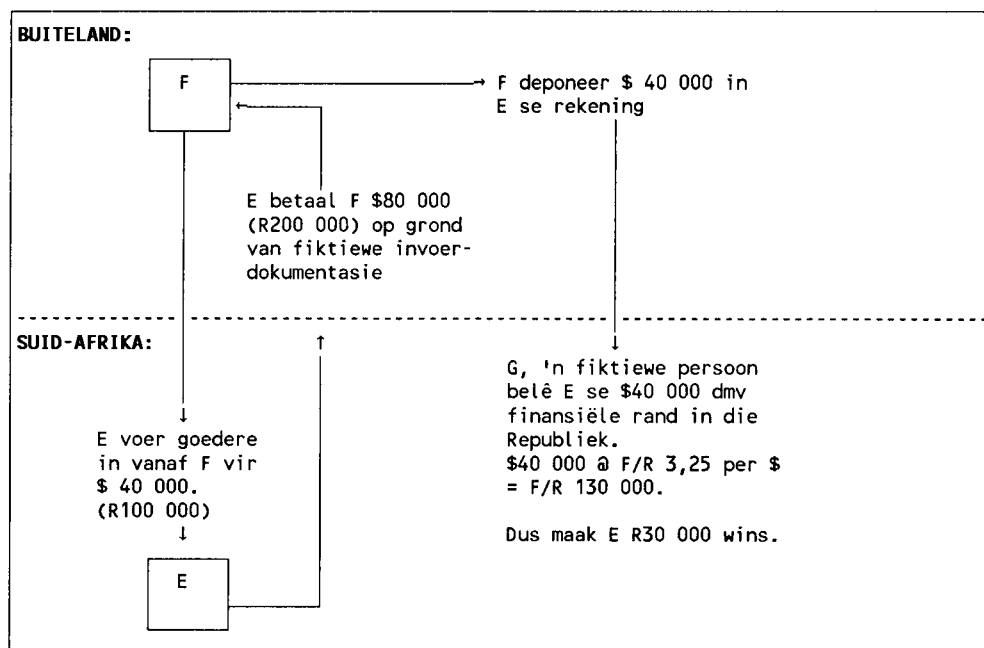 BUITELAND:
F
F deponeer $ 40 000 in
E se rekening
E betaal F $80 000
(R200 000) op grond
van fiktiewe invoer-
dokumentasie
SUID-AFRIKA:
E voer goedere
in vanaf F vir
$ 40 000.
(R100 000)
E
G, 'n fiktiewe persoon
belê E se $40 000 dmv
finansiële rand in die
Republiek.
$40 000 @ F/R 3,25 per $
= F/R 130 000.
Dus maak E R30 000 wins.